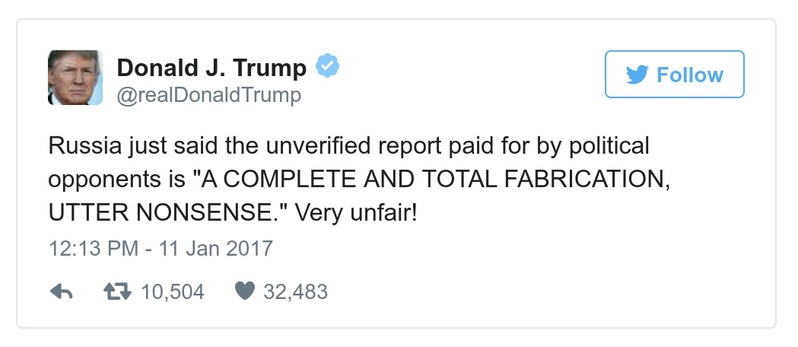 Donald J. Trump
@realDonaldTrump
Follow
Russia just said the unverified report paid for by political
opponents is "A COMPLETE AND TOTAL FABRICATION,
UTTER NONSENSE." Very unfair!
12:13 PM - 11 Jan 2017
10,504 32,483